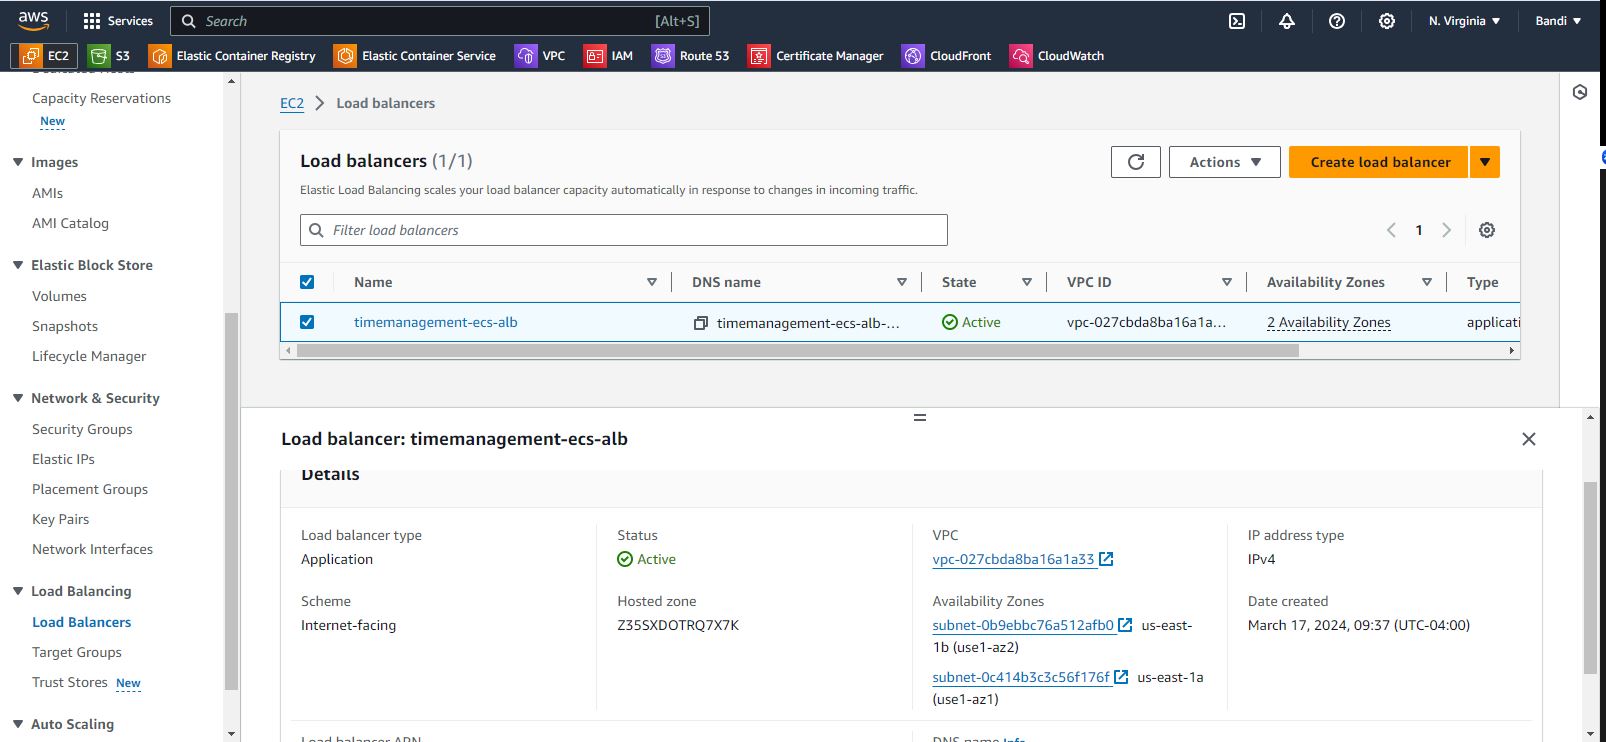 aws
Services
Search
[Alt+S]
N. Virginia
Bandi
EC2
S3
Elastic Container Registry
Elastic Container Service
VPC
IAM
Route 53
Certificate Manager
CloudFront
CloudWatch
Dedicated Hosts
Capacity Reservations
New
Images
AMIs
AMI Catalog
Elastic Block Store
Volumes
Snapshots
Lifecycle Manager
Network & Security
Security Groups
Elastic IPs
Placement Groups
Key Pairs
Network Interfaces
Load Balancing
Load Balancers
Target Groups
Trust Stores New
Auto Scaling
EC2 > Load balancers
Load balancers (1/1)
Actions
Create load balancer
Elastic Load Balancing scales your load balancer capacity automatically in response to changes in incoming traffic.
Filter load balancers
1
Name
DNS name
State
VPC ID
Availability Zones
Type
timemanagement-ecs-alb
timemanagement-ecs-alb-...
Active
vpc-027cbda8ba16a1a...
2 Availability Zones
applicati
Load balancer: timemanagement-ecs-alb
Details
Load balancer type
Application
Status
Active
VPC
vpc-027cbda8ba16a1a33
IP address type
IPv4
Scheme
Internet-facing
Hosted zone
Z35SXDOTRQ7X7K
Availability Zones
subnet-0b9ebbc76a512afb0 us-east-
1b (use1-az2)
subnet-0c414b3c3c56f176f us-east-1a
(use1-az1)
Date created
March 17, 2024, 09:37 (UTC-04:00)
Load balancer ARN
DNS name Info